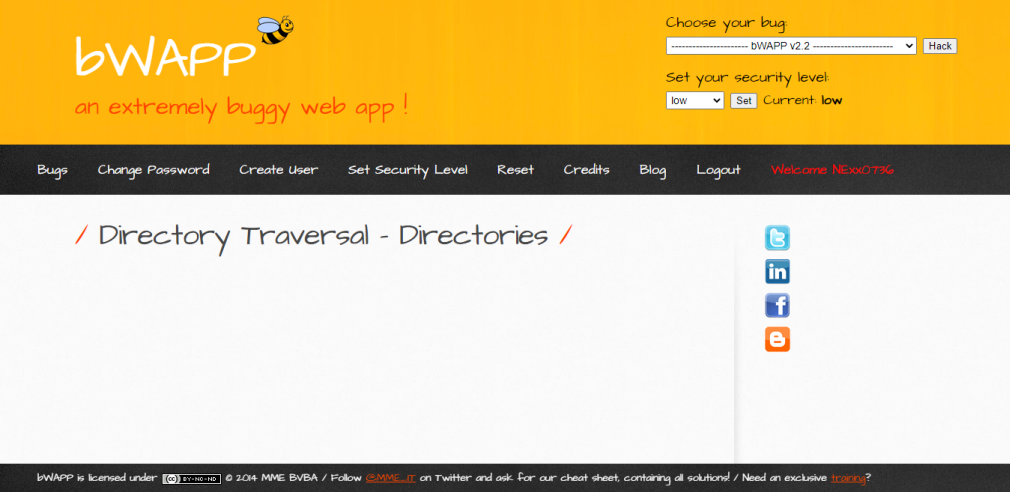 bWAPP
an extremely buggy web app !
Choose your bug:
---------------------- bWAPP v2.2 ----------------------- Hack
Set your security level:
low Set Current: low
Bugs Change Password Create User Set Security Level Reset Credits Blog Logout Welcome NExx0736
/ Directory Traversal - Directories /
bWAPP is licensed under (cc) BY-NC-ND © 2014 MME BVBA / Follow @MME_IT on Twitter and ask for our cheat sheet, containing all solutions! / Need an exclusive training?